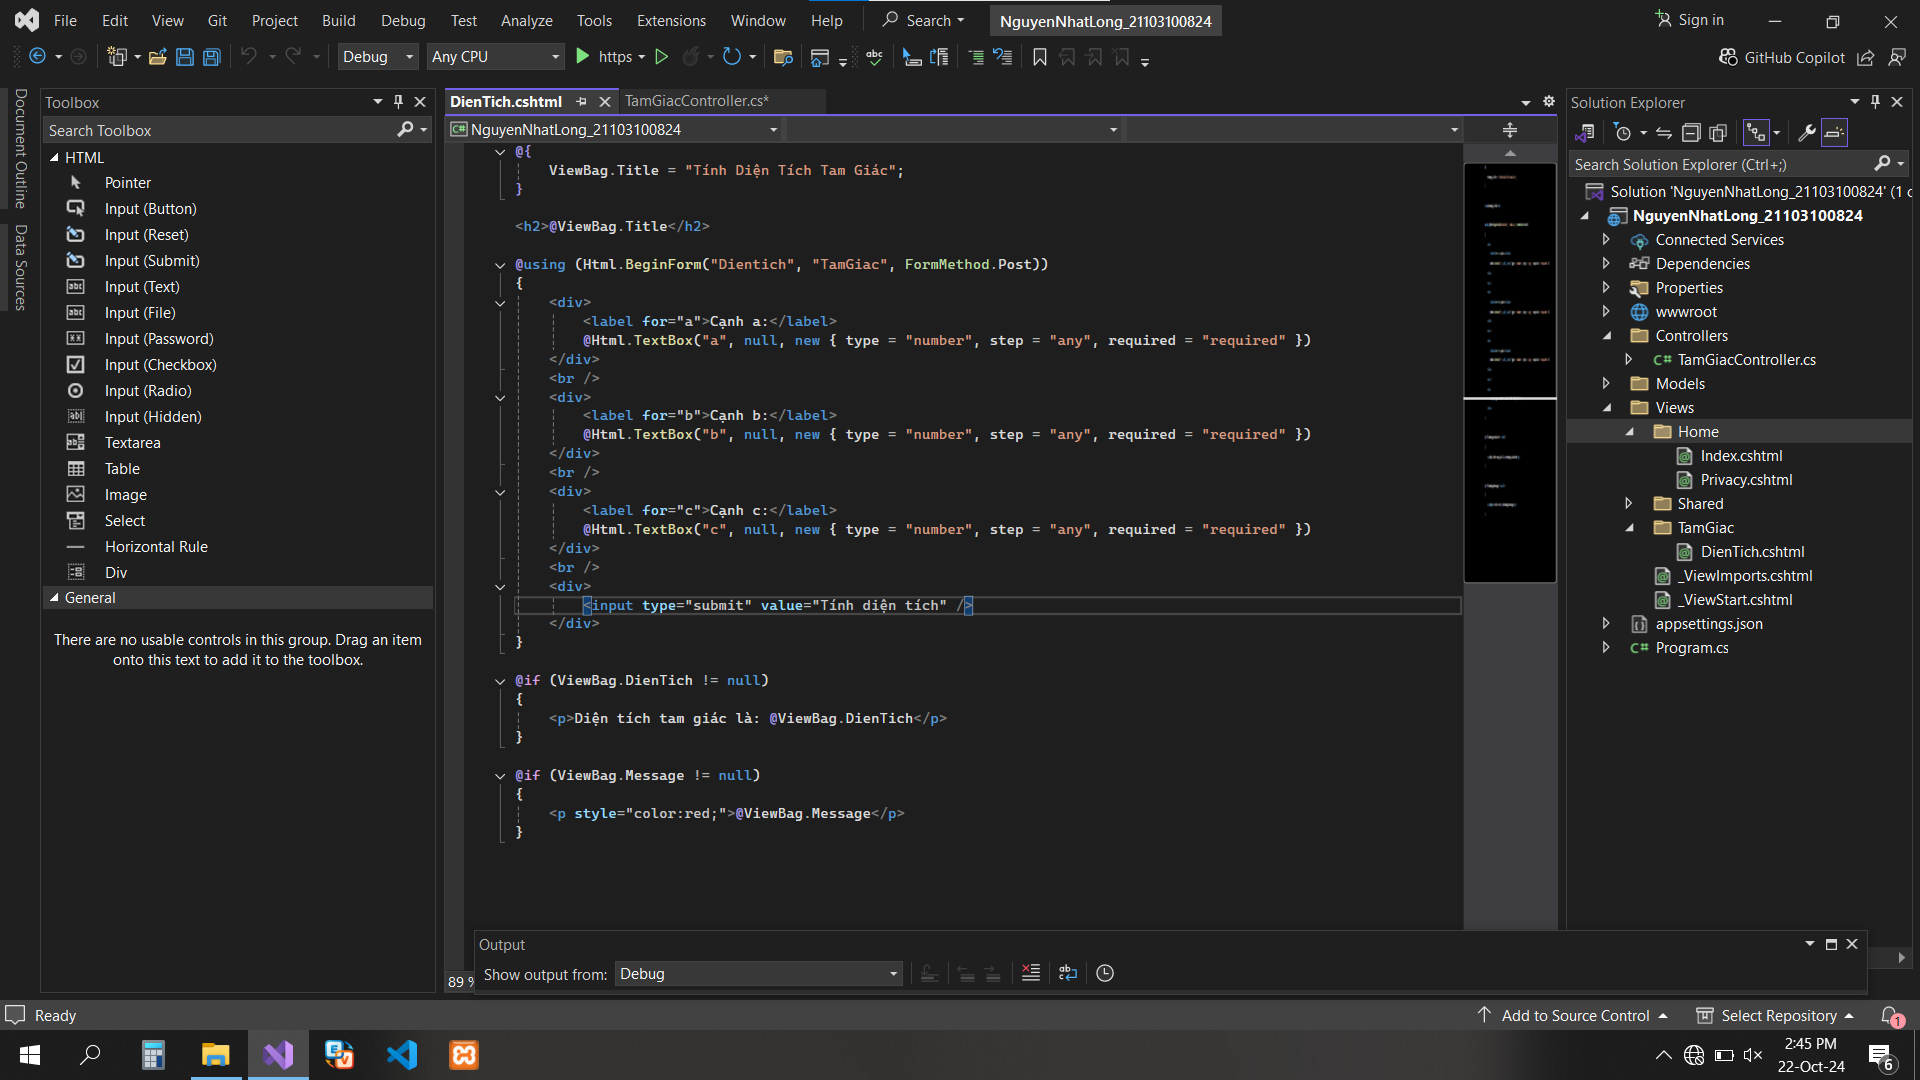 File Edit View Git Project Build Debug Test Analyze Tools Extensions Window Help Search NguyenNhatLong_21103100824 Sign in
Debug Any CPU https GitHub Copilot
Document Outline
Data Sources
Toolbox
Search Toolbox
HTML
Pointer
Input (Button)
Input (Reset)
Input (Submit)
Input (Text)
Input (File)
Input (Password)
Input (Checkbox)
Input (Radio)
Input (Hidden)
Textarea
Table
Image
Select
Horizontal Rule
Div
General
There are no usable controls in this group. Drag an item
onto this text to add it to the toolbox.
DienTich.cshtml TamGiacController.cs*
NguyenNhatLong_21103100824
@{
ViewBag.Title = "Tính Diện Tích Tam Giác";
}
<h2>@ViewBag.Title</h2>
@using (Html.BeginForm("Dientich", "TamGiac", FormMethod.Post))
{
<div>
<label for="a">Cạnh a:</label>
@Html.TextBox("a", null, new { type = "number", step = "any", required = "required" })
</div>
<br />
<div>
<label for="b">Cạnh b:</label>
@Html.TextBox("b", null, new { type = "number", step = "any", required = "required" })
</div>
<br />
<div>
<label for="c">Cạnh c:</label>
@Html.TextBox("c", null, new { type = "number", step = "any", required = "required" })
</div>
<br />
<div>
<input type="submit" value="Tính diện tích" />
</div>
}
@if (ViewBag.DienTich != null)
{
<p>Diện tích tam giác là: @ViewBag.DienTich</p>
}
@if (ViewBag.Message != null)
{
<p style="color:red;">@ViewBag.Message</p>
}
89 %
Output
Show output from: Debug
Solution Explorer
Search Solution Explorer (Ctrl+;)
Solution 'NguyenNhatLong_21103100824' (1 o
NguyenNhatLong_21103100824
Connected Services
Dependencies
Properties
wwwroot
Controllers
C# TamGiacController.cs
Models
Views
Home
Index.cshtml
Privacy.cshtml
Shared
TamGiac
DienTich.cshtml
_ViewImports.cshtml
_ViewStart.cshtml
appsettings.json
C# Program.cs
Ready Add to Source Control Select Repository 1
2:45 PM
22-Oct-24
6